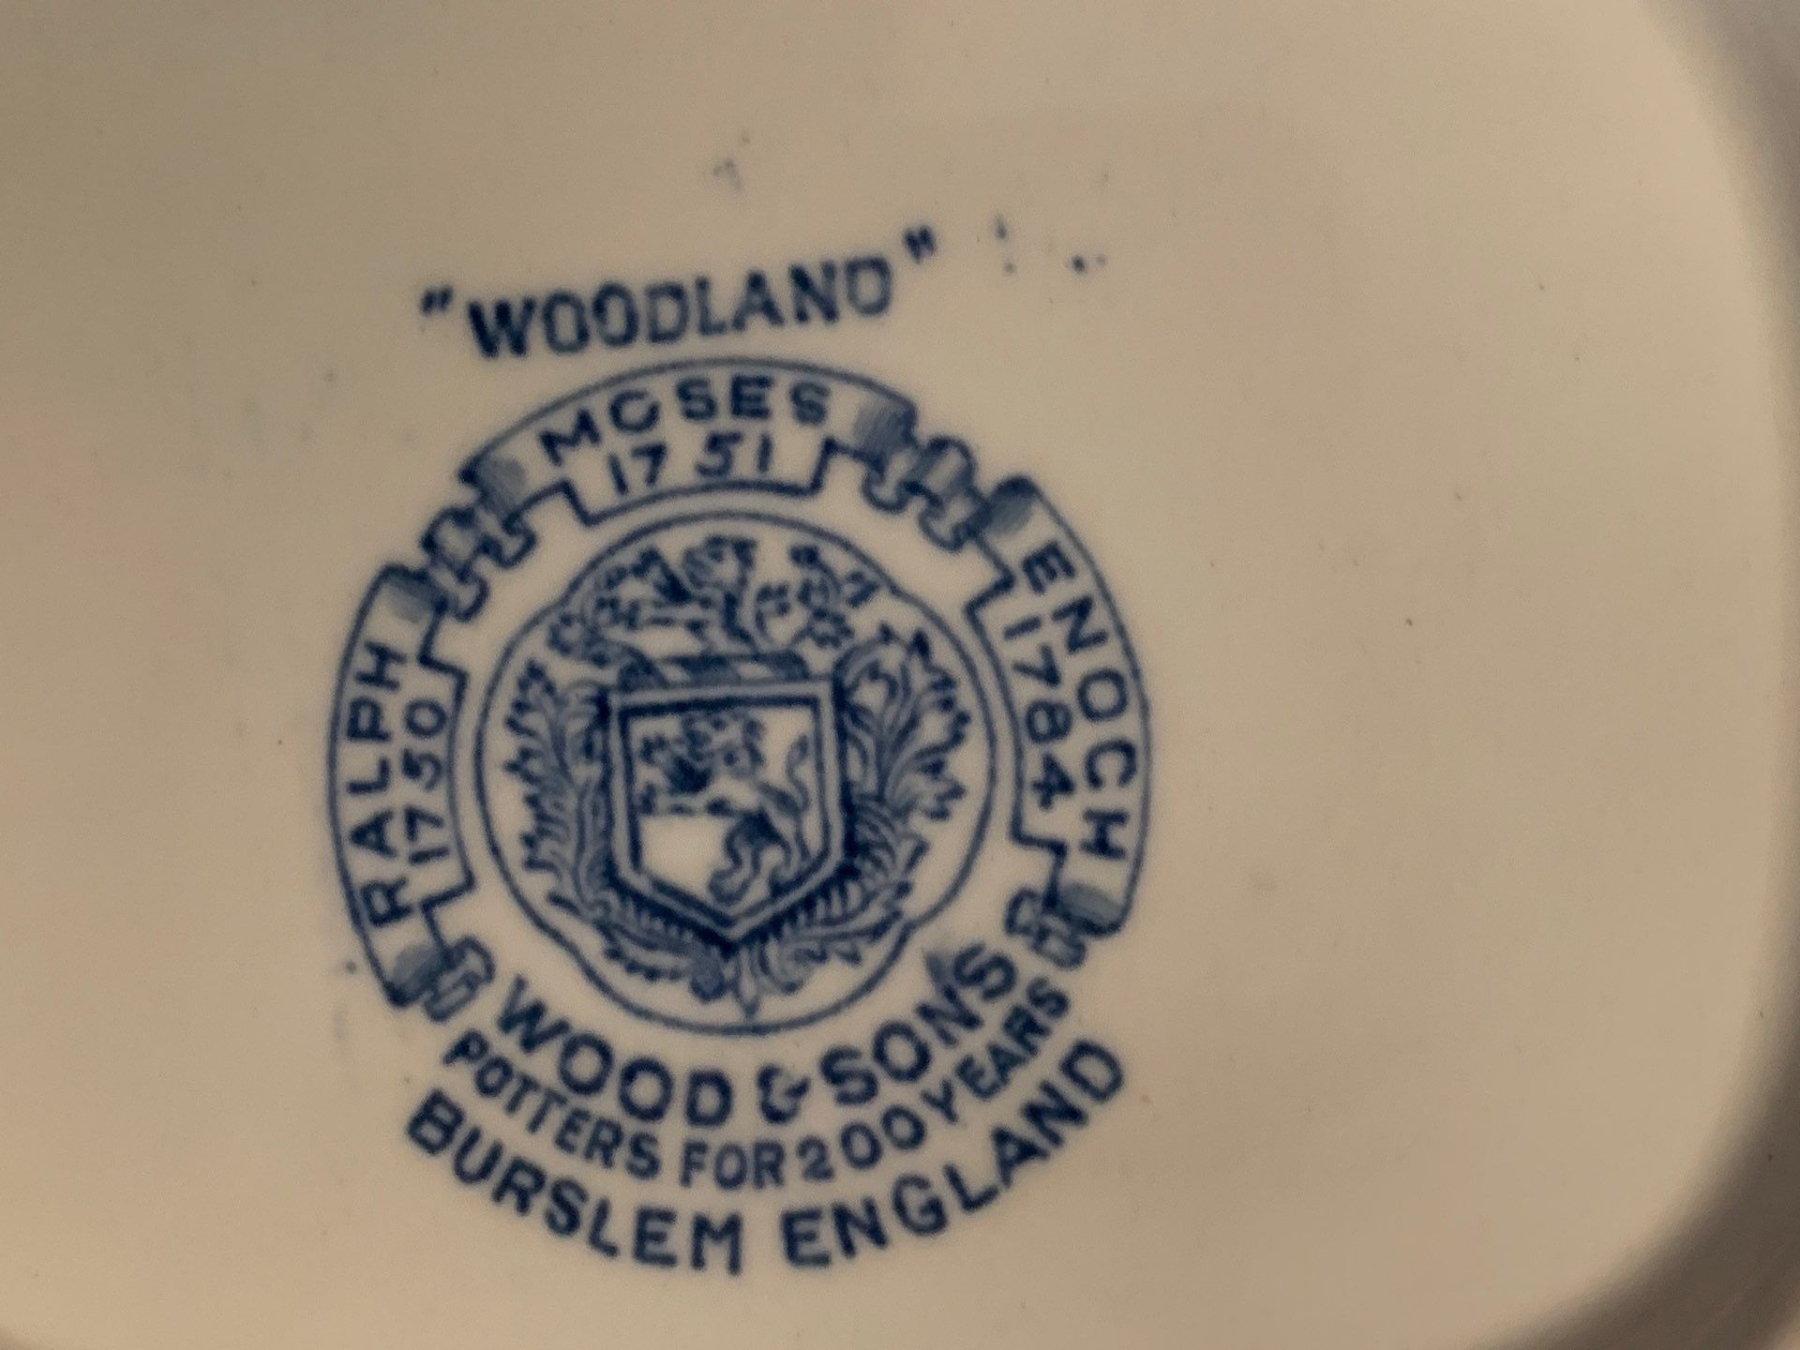 "WOODLAND"
MOSES
1751
RALPH
1750
ENOCH
1784
WOOD & SONS
POTTERS FOR 200 YEARS
BURSLEM ENGLAND